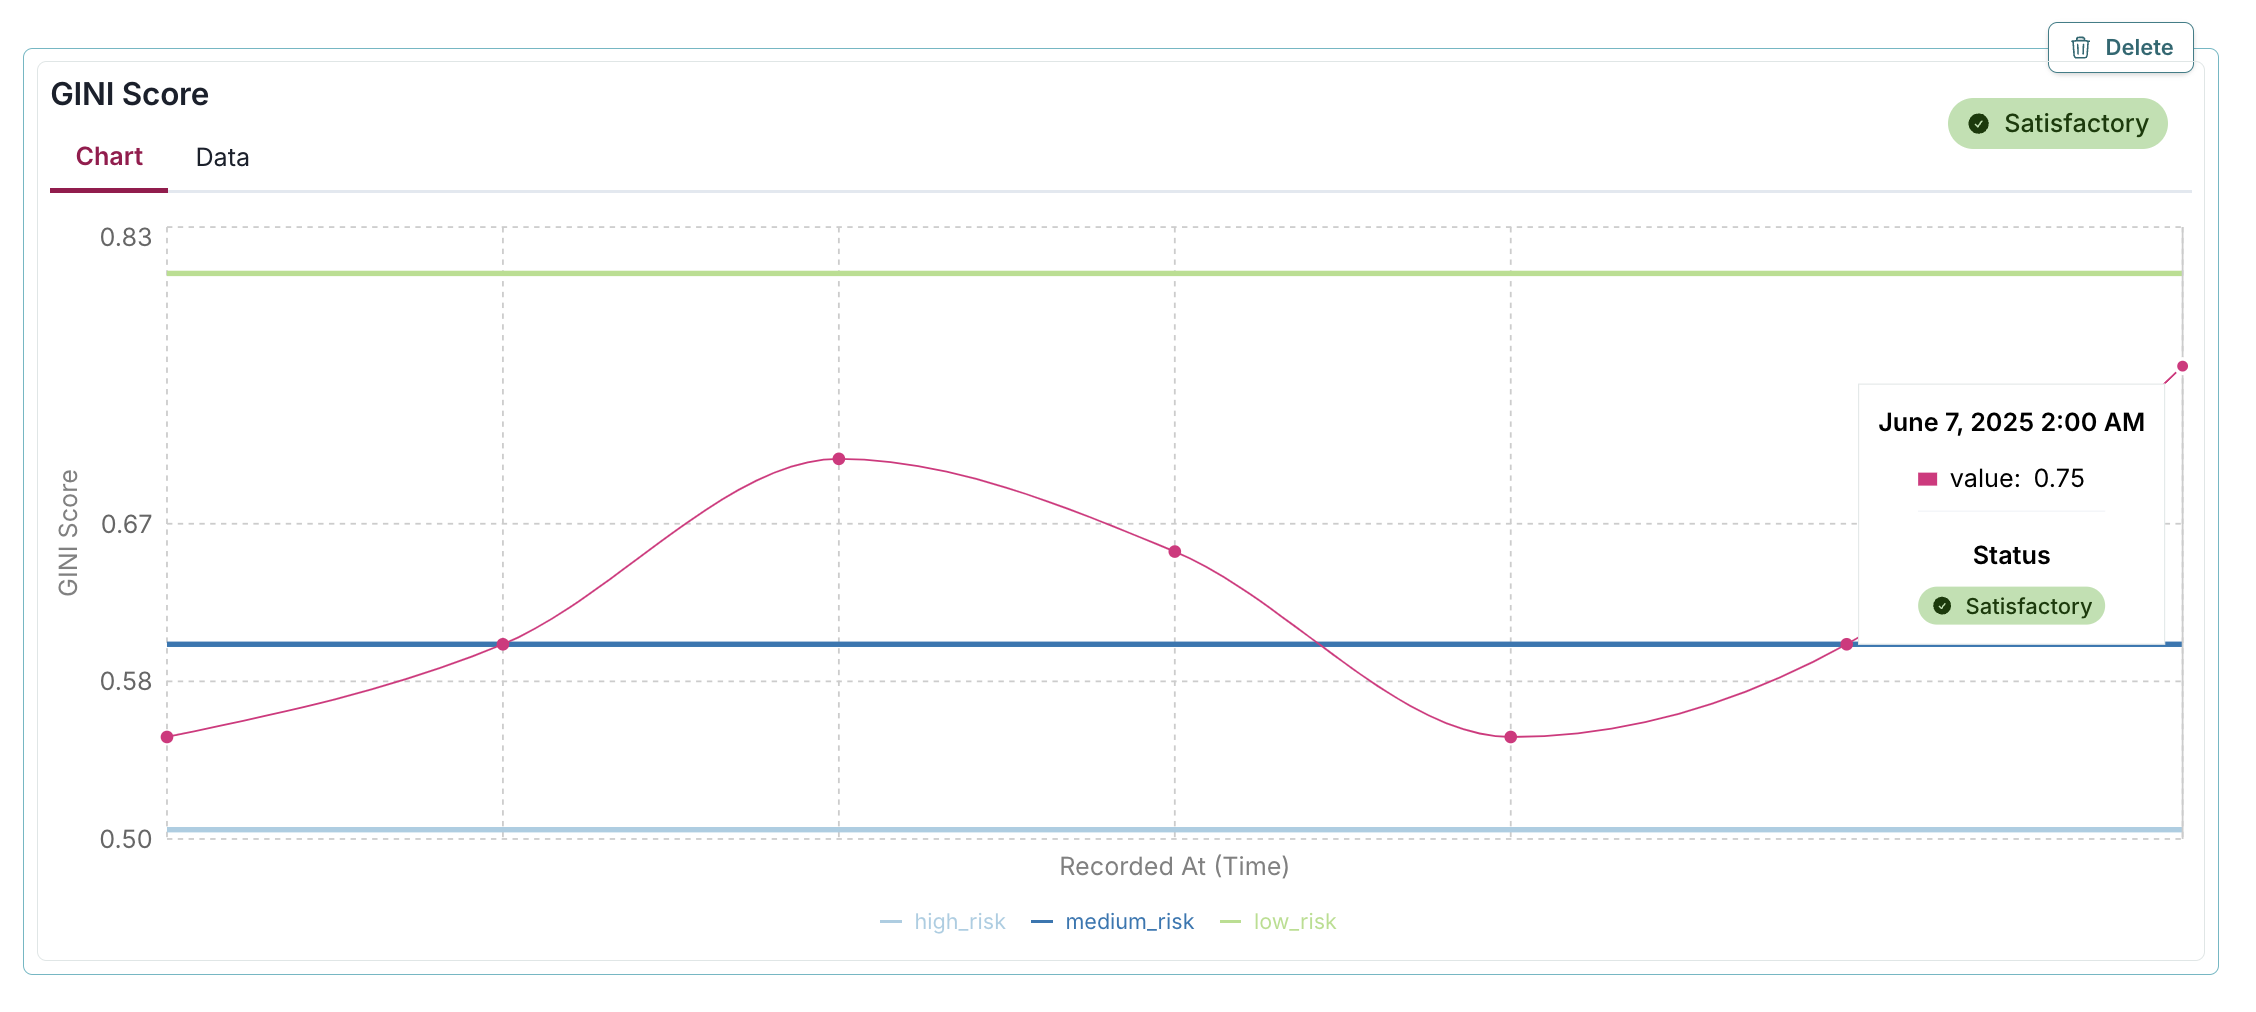 Delete
GINI Score
Satisfactory
Chart
Data
0.83
0.67
0.58
0.50
GINI Score
June 7, 2025 2:00 AM
value: 0.75
Status
Satisfactory
Recorded At (Time)
high_risk
medium_risk
low_risk